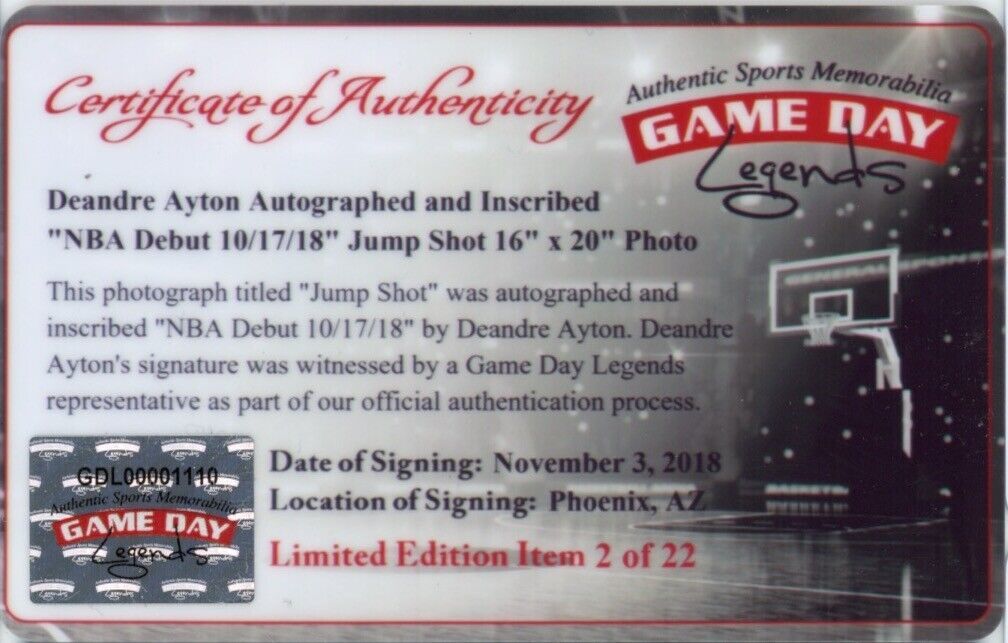 Certificate of Authenticity
Authentic Sports Memorabilia
GAME DAY
Legends
Deandre Ayton Autographed and Inscribed
"NBA Debut 10/17/18" Jump Shot 16" x 20" Photo
This photograph titled "Jump Shot" was autographed and
inscribed "NBA Debut 10/17/18" by Deandre Ayton. Deandre
Ayton's signature was witnessed by a Game Day Legends
representative as part of our official authentication process.
GENERAL SPONS
GDL00001110
Authentic Sports Memorabilia
GAME DAY
Legends
Date of Signing: November 3, 2018
Location of Signing: Phoenix, AZ
Limited Edition Item 2 of 22